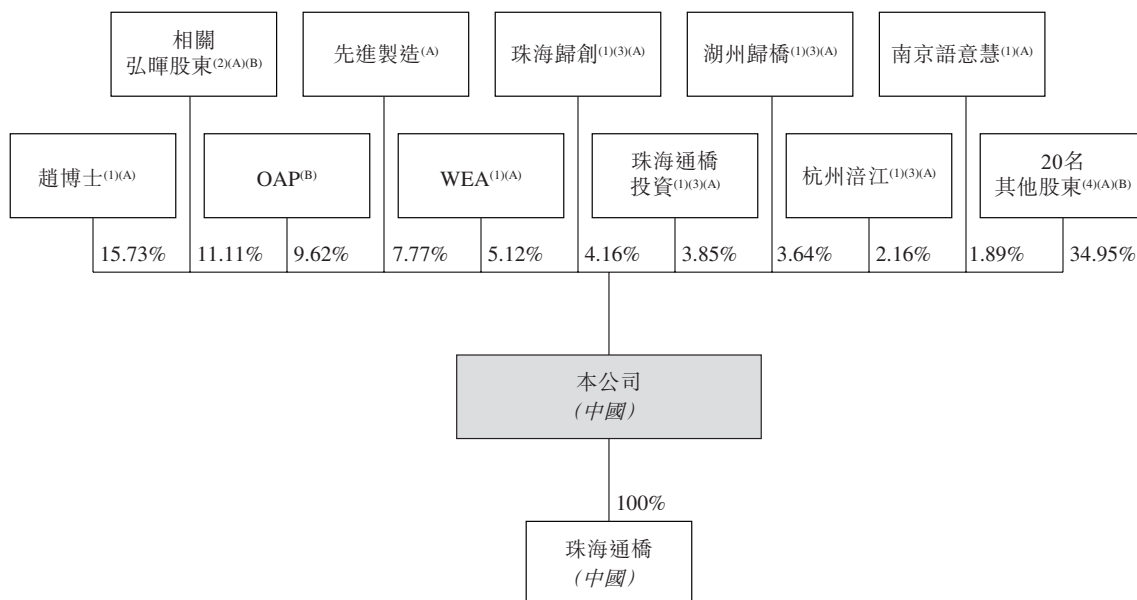 相關
弘暉股東(2)(A)(B)
先進製造(A)
珠海歸創(1)(3)(A)
湖州歸橋(1)(3)(A)
南京語意慧(1)(A)
趙博士(1)(A)
OAP(B)
WEA(1)(A)
珠海通橋
投資(1)(3)(A)
杭州涪江(1)(3)(A)
20名
其他股東(4)(A)(B)
15.73%
11.11%
9.62%
7.77%
5.12%
4.16%
3.85%
3.64%
2.16%
1.89%
34.95%
本公司
(中國)
100%
珠海通橋
(中國)